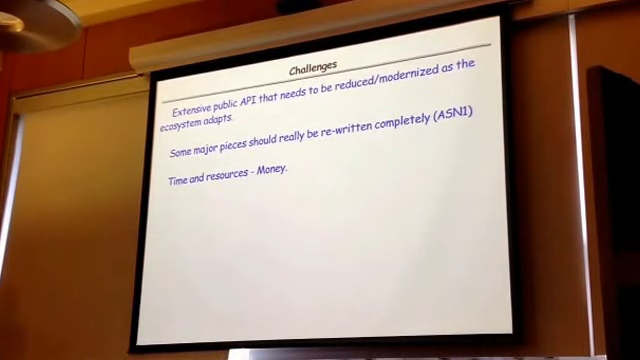 Challenges
Extensive public API that needs to be reduced/modernized as the
ecosystem adapts.
Some major pieces should really be re-written completely (ASN1)
Time and resources - Money.